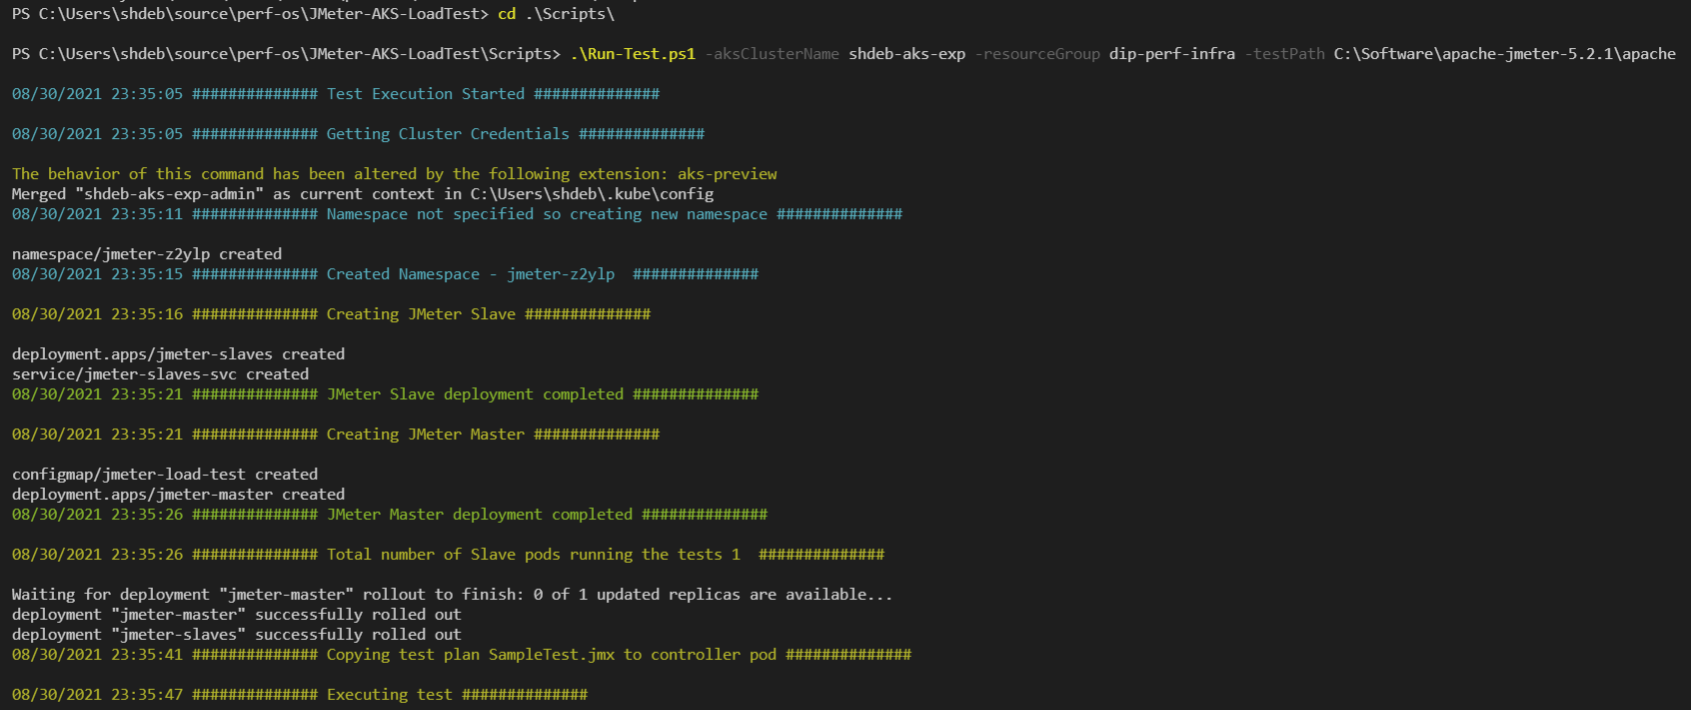 PS C:\Users\shdeb\source\perf-os\JMeter-AKS-LoadTest> cd .\Scripts\
PS C:\Users\shdeb\source\perf-os\JMeter-AKS-LoadTest\Scripts> .\Run-Test.ps1 -aksClusterName shdeb-aks-exp -resourceGroup dip-perf-infra -testPath C:\Software\apache-jmeter-5.2.1\apache
08/30/2021 23:35:05 ############## Test Execution Started ##############
08/30/2021 23:35:05 ############## Getting Cluster Credentials ##############
The behavior of this command has been altered by the following extension: aks-preview
Merged "shdeb-aks-exp-admin" as current context in C:\Users\shdeb\.kube\config
08/30/2021 23:35:11 ############## Namespace not specified so creating new namespace ##############
namespace/jmeter-z2ylp created
08/30/2021 23:35:15 ############## Created Namespace - jmeter-z2ylp  ##############
08/30/2021 23:35:16 ############## Creating JMeter Slave ##############
deployment.apps/jmeter-slaves created
service/jmeter-slaves-svc created
08/30/2021 23:35:21 ############## JMeter Slave deployment completed ##############
08/30/2021 23:35:21 ############## Creating JMeter Master ##############
configmap/jmeter-load-test created
deployment.apps/jmeter-master created
08/30/2021 23:35:26 ############## JMeter Master deployment completed ##############
08/30/2021 23:35:26 ############## Total number of Slave pods running the tests 1  ##############
Waiting for deployment "jmeter-master" rollout to finish: 0 of 1 updated replicas are available...
deployment "jmeter-master" successfully rolled out
deployment "jmeter-slaves" successfully rolled out
08/30/2021 23:35:41 ############## Copying test plan SampleTest.jmx to controller pod ##############
08/30/2021 23:35:47 ############## Executing test ##############